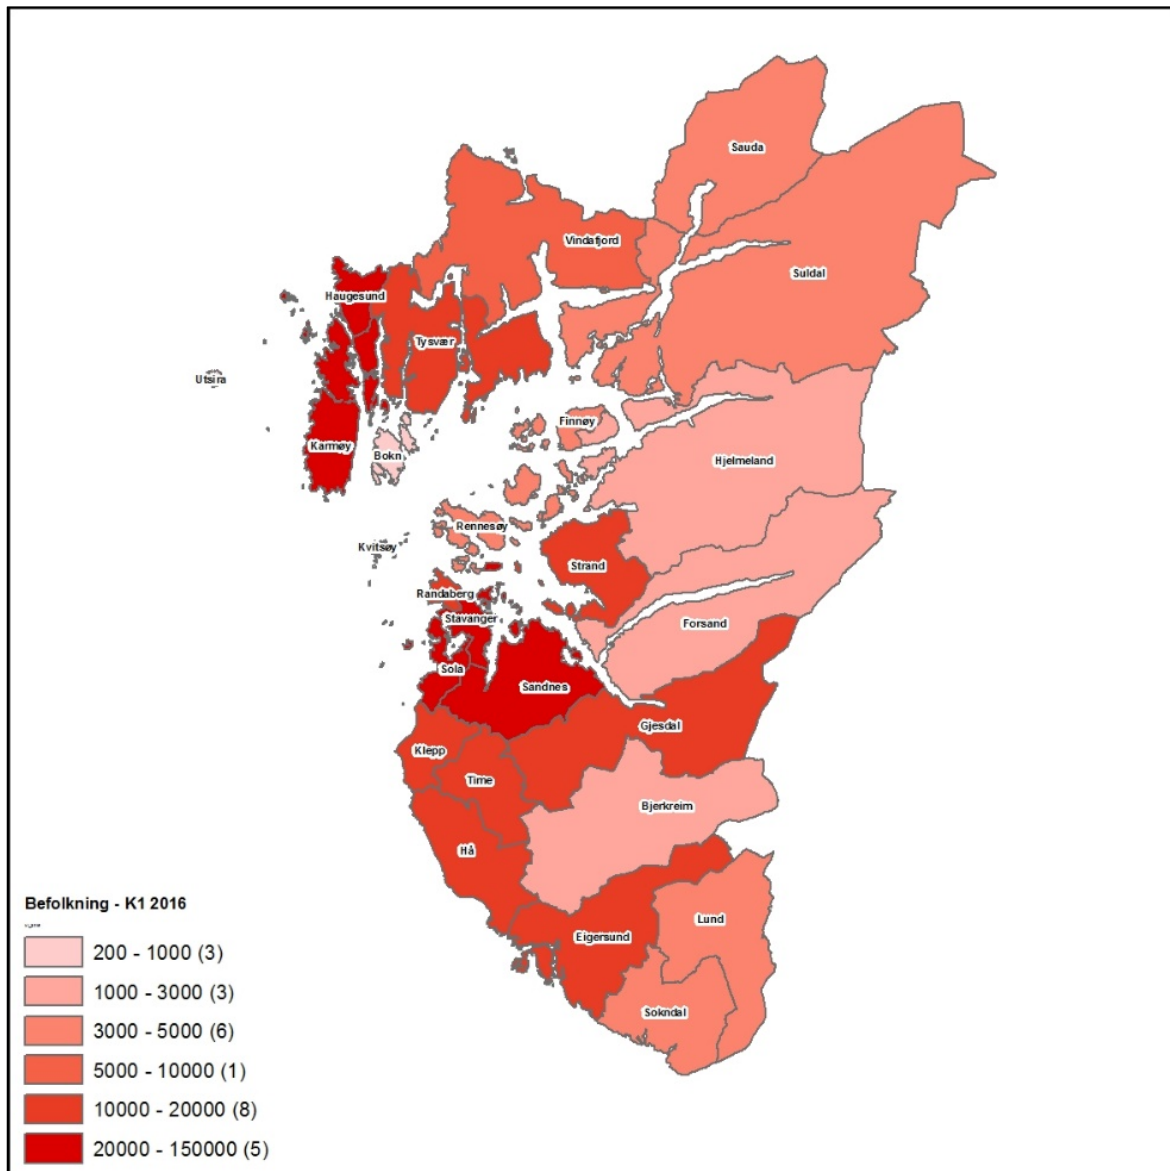 Sauda
Vindafjord
Suldal
Haugesund
Tysvær
Utsira
Finnøy
Karmøy
Bokn
Hjelmeland
Rennesøy
Kvitsøy
Strand
Randaberg
Stavanger
Forsand
Sola
Sandnes
Gjesdal
Klepp
Time
Bjerkreim
Hå
Lund
Eigersund
Sokndal
Befolkning - K1 2016
200 - 1000 (3)
1000 - 3000 (3)
3000 - 5000 (6)
5000 - 10000 (1)
10000 - 20000 (8)
20000 - 150000 (5)